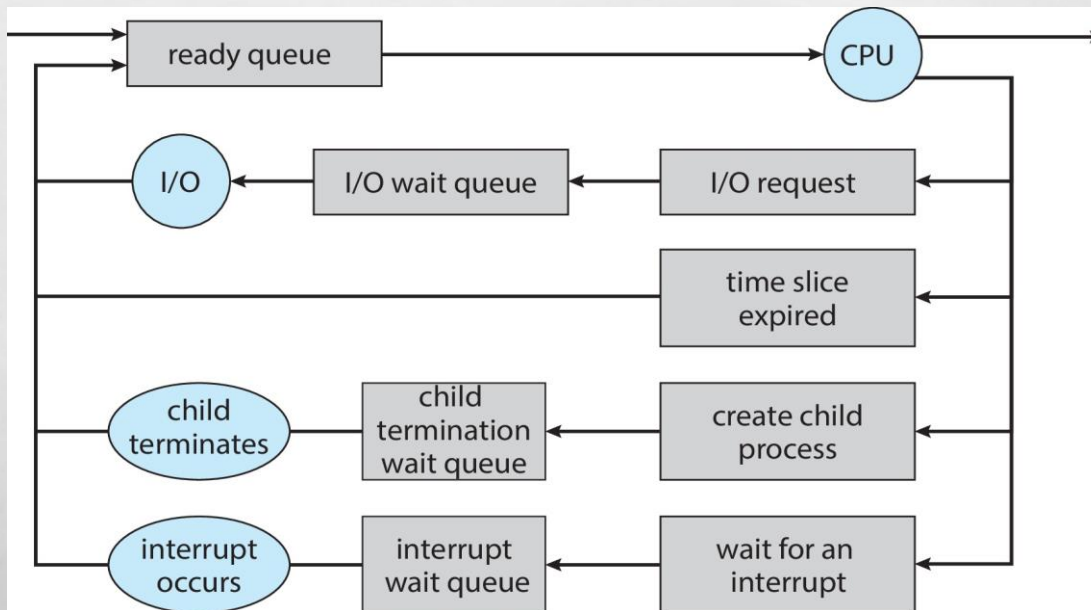 ready queue
CPU
I/O
I/O wait queue
I/O request
time slice
expired
child
terminates
child
termination
wait queue
create child
process
interrupt
occurs
interrupt
wait queue
wait for an
interrupt